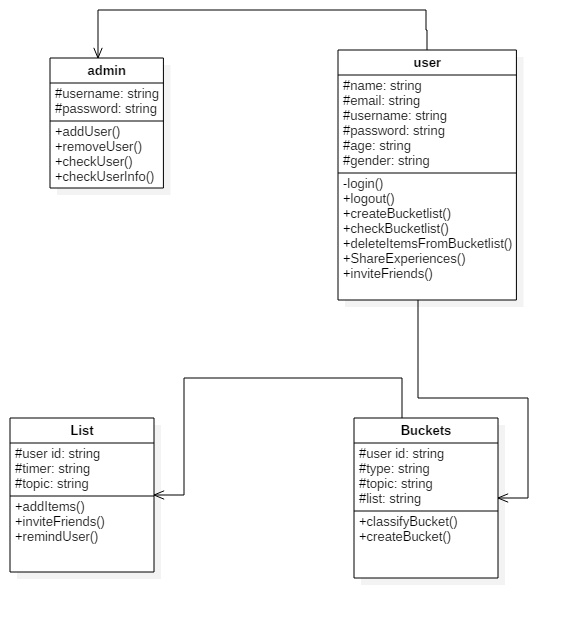 admin
#username: string
#password: string
+addUser()
+removeUser()
+checkUser()
+checkUserInfo()
user
#name: string
#email: string
#username: string
#password: string
#age: string
#gender: string
-login()
+logout()
+createBucketlist()
+checkBucketlist()
+deleteItemsFromBucketlist()
+ShareExperiences()
+inviteFriends()
List
#user id: string
#timer: string
#topic: string
+addItems()
+inviteFriends()
+remindUser()
Buckets
#user id: string
#type: string
#topic: string
#list: string
+classifyBucket()
+createBucket()